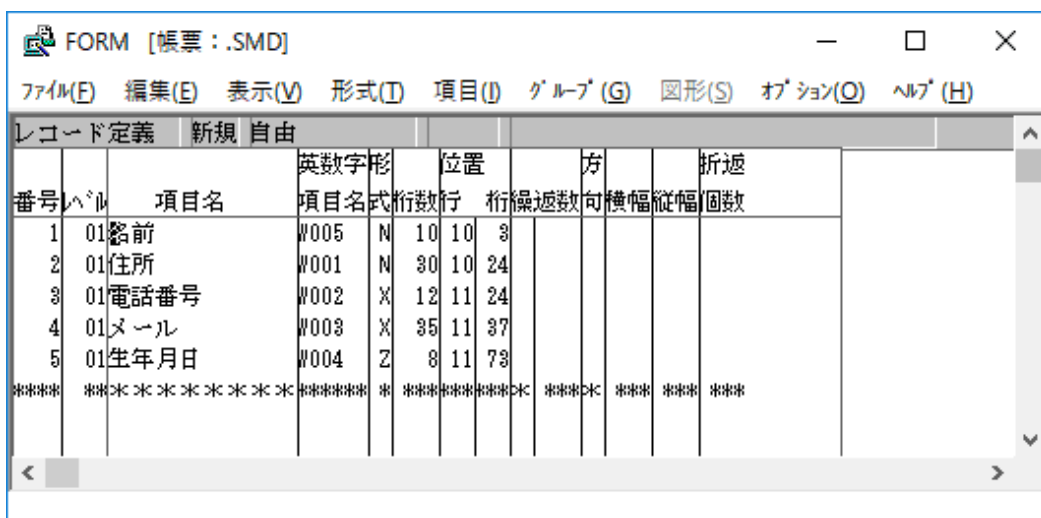 FORM [帳票:.SMD]
ファイル(F) 編集(E) 表示(V) 形式(T) 項目(I) グループ(G) 図形(S) オプション(O) ヘルプ(H)
レコード定義 新規 自由
英数字 形 位置 方 折返
番号 レベル 項目名 項目名 式 桁数 行 桁 繰返数 向 横幅 縦幅 個数
1 01 名前 W005 N 10 10 3
2 01 住所 W001 N 30 10 24
3 01 電話番号 W002 X 12 11 24
4 01 メール W003 X 35 11 37
5 01 生年月日 W004 Z 8 11 73
**** ** ******** ****** * *** *** *** * *** * *** *** ***